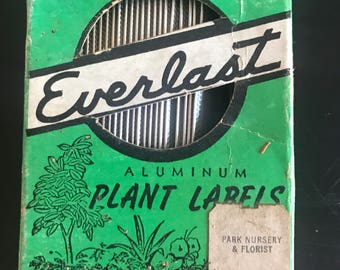 Everlast
ALUMINUM
PLANT LABELS
PARK NURSERY
& FLORIST